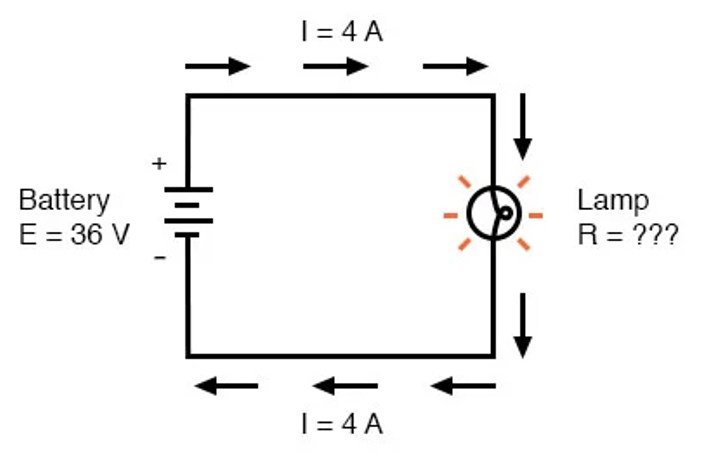 I = 4 A
+
Battery
E = 36 V
-
Lamp
R = ???
I = 4 A